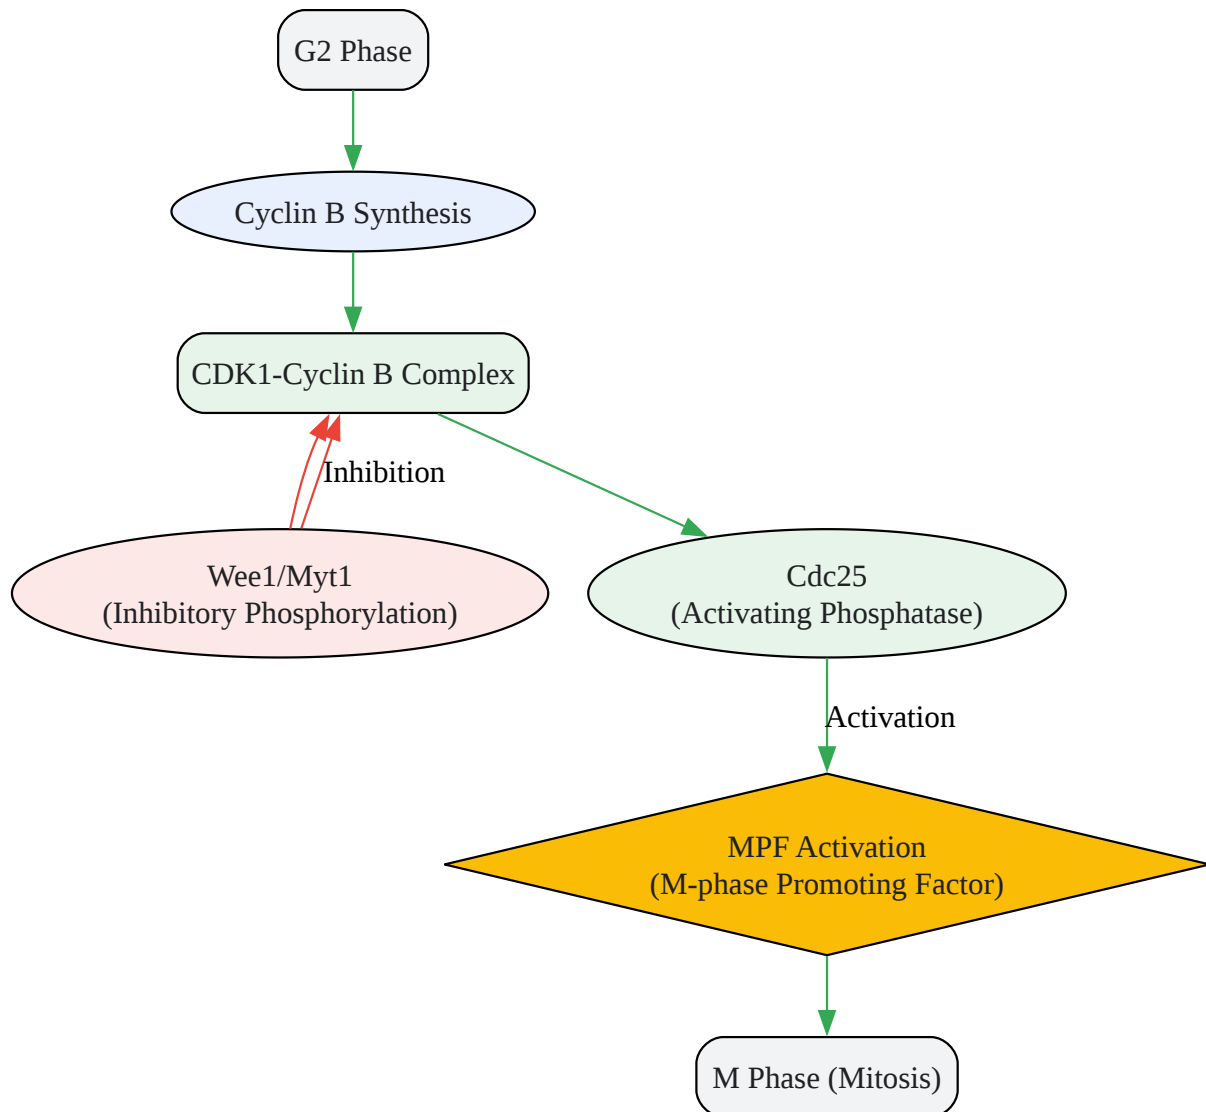 G2 Phase
Cyclin B Synthesis
CDK1-Cyclin B Complex
Inhibition
Wee1/Myt1
(Inhibitory Phosphorylation)
Cdc25
(Activating Phosphatase)
Activation
MPF Activation
(M-phase Promoting Factor)
M Phase (Mitosis)